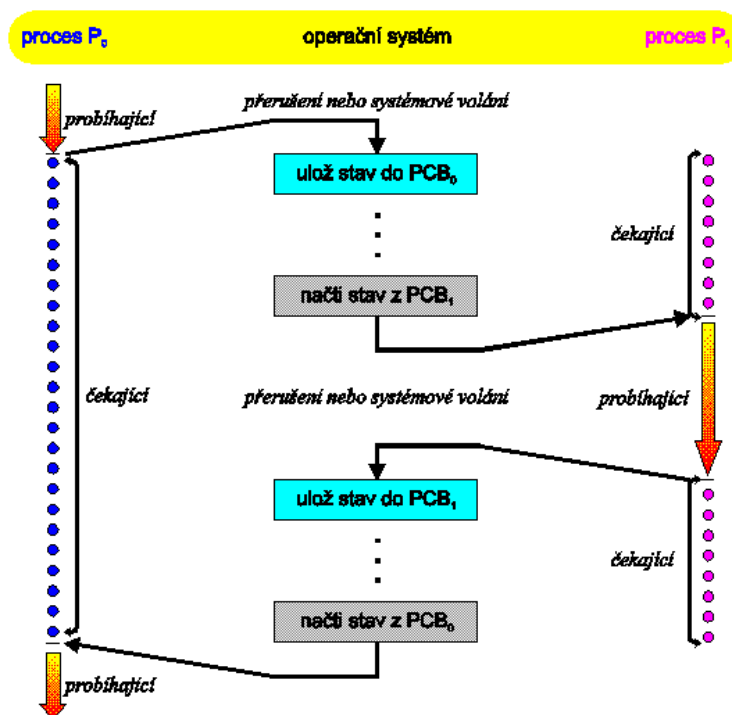 proces P₀ operační systém proces P₁
přerušení nebo systémové volání
probíhající
ulož stav do PCB₀
čekající
načti stav z PCB₁
čekající
přerušení nebo systémové volání
probíhající
ulož stav do PCB₁
čekající
načti stav z PCB₀
probíhající